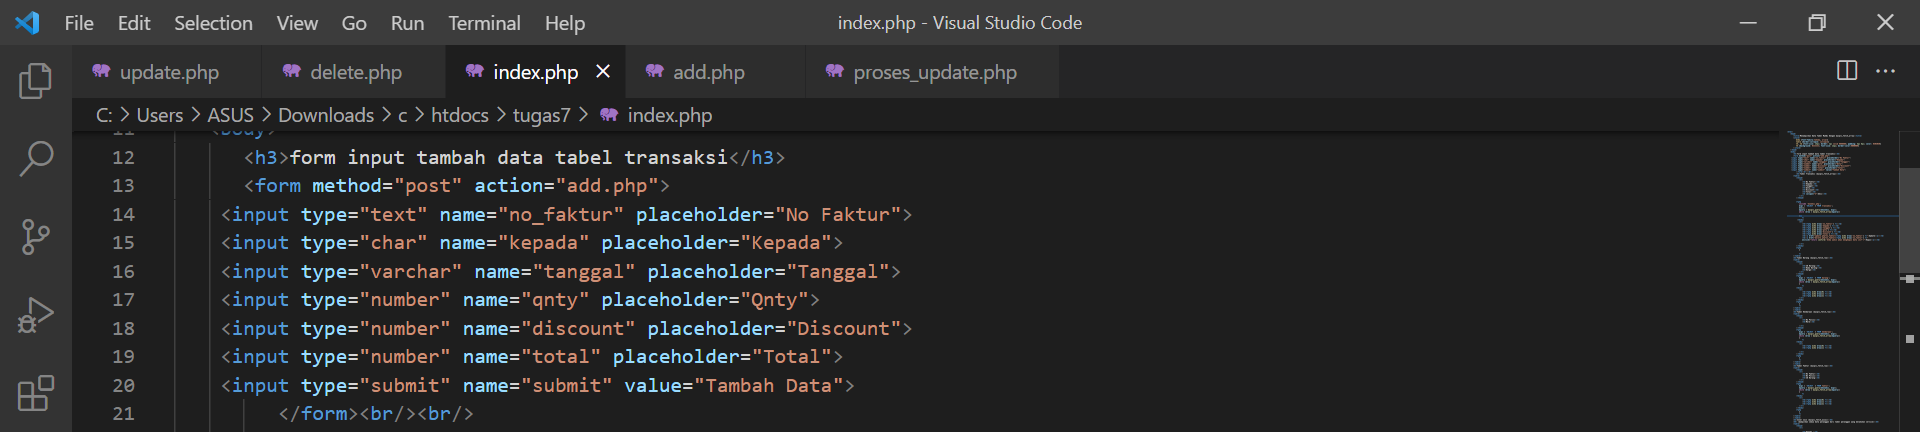 File Edit Selection View Go Run Terminal Help index.php - Visual Studio Code
update.php delete.php index.php add.php proses_update.php
C: > Users > ASUS > Downloads > c > htdocs > tugas7 > index.php
11 <body>
12 <h3>form input tambah data tabel transaksi</h3>
13 <form method="post" action="add.php">
14 <input type="text" name="no_faktur" placeholder="No Faktur">
15 <input type="char" name="kepada" placeholder="Kepada">
16 <input type="varchar" name="tanggal" placeholder="Tanggal">
17 <input type="number" name="qnty" placeholder="Qnty">
18 <input type="number" name="discount" placeholder="Discount">
19 <input type="number" name="total" placeholder="Total">
20 <input type="submit" name="submit" value="Tambah Data">
21 </form><br/><br/>